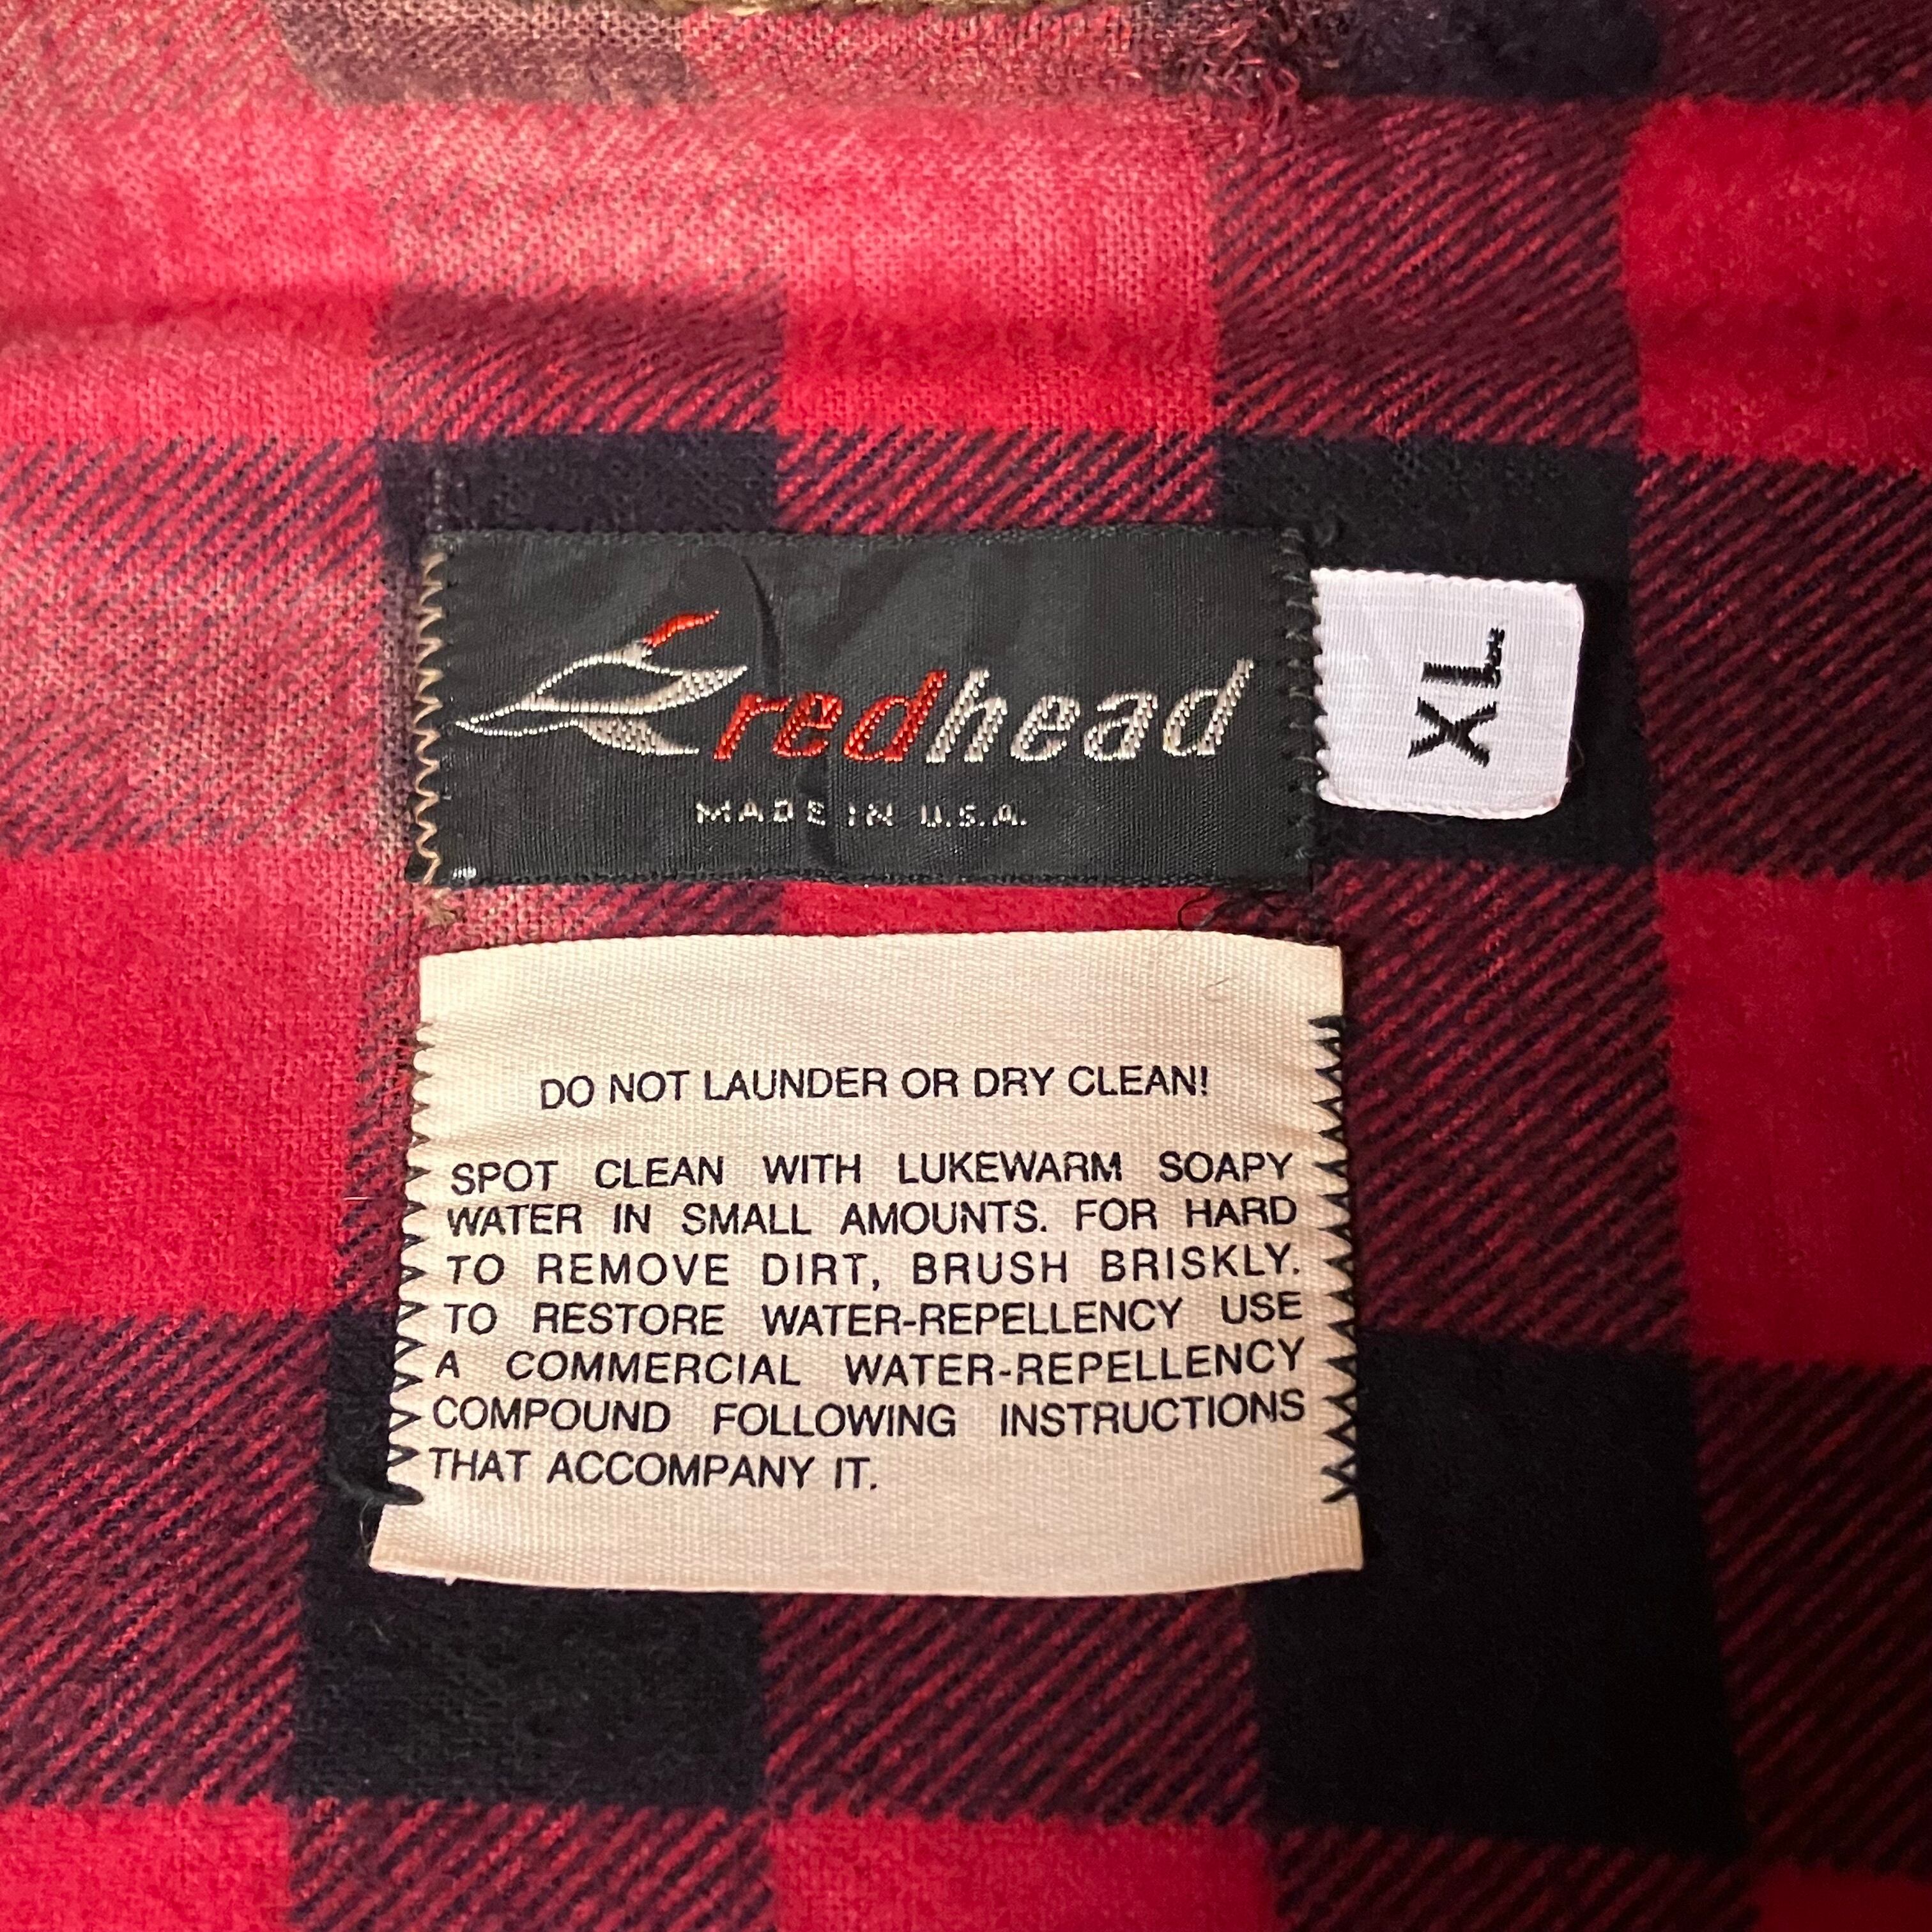 redhead
MADE IN U.S.A.
XL
DO NOT LAUNDER OR DRY CLEAN!
SPOT CLEAN WITH LUKEWARM SOAPY
WATER IN SMALL AMOUNTS. FOR HARD
TO REMOVE DIRT, BRUSH BRISKLY.
TO RESTORE WATER-REPELLENCY USE
A COMMERCIAL WATER-REPELLENCY
COMPOUND FOLLOWING INSTRUCTIONS
THAT ACCOMPANY IT.